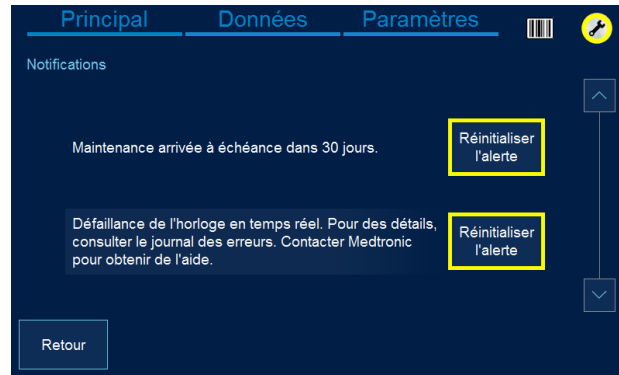 Principal Données Paramètres
Notifications
Maintenance arrivée à échéance dans 30 jours.
Réinitialiser
l'alerte
Défaillance de l'horloge en temps réel. Pour des détails,
consulter le journal des erreurs. Contacter Medtronic
pour obtenir de l'aide.
Réinitialiser
l'alerte
Retour